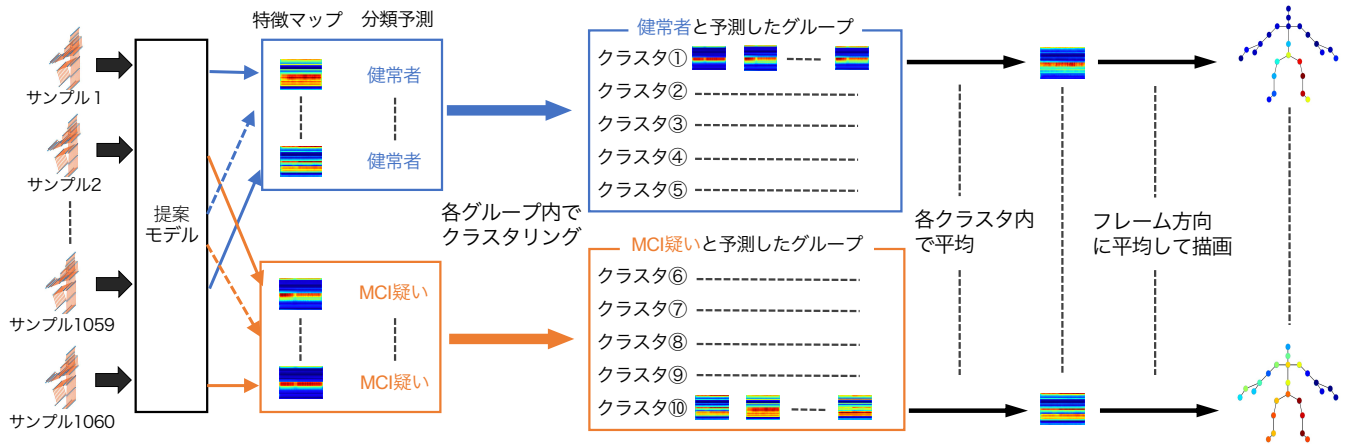 サンプル1
サンプル2
サンプル1059
サンプル1060
提案
モデル
特徴マップ 分類予測
健常者
健常者
MCI疑い
MCI疑い
各グループ内で
クラスタリング
健常者と予測したグループ
クラスタ①
クラスタ②
クラスタ③
クラスタ④
クラスタ⑤
MCI疑いと予測したグループ
クラスタ⑥
クラスタ⑦
クラスタ⑧
クラスタ⑨
クラスタ⑩
各クラスタ内
で平均
フレーム方向
に平均して描画